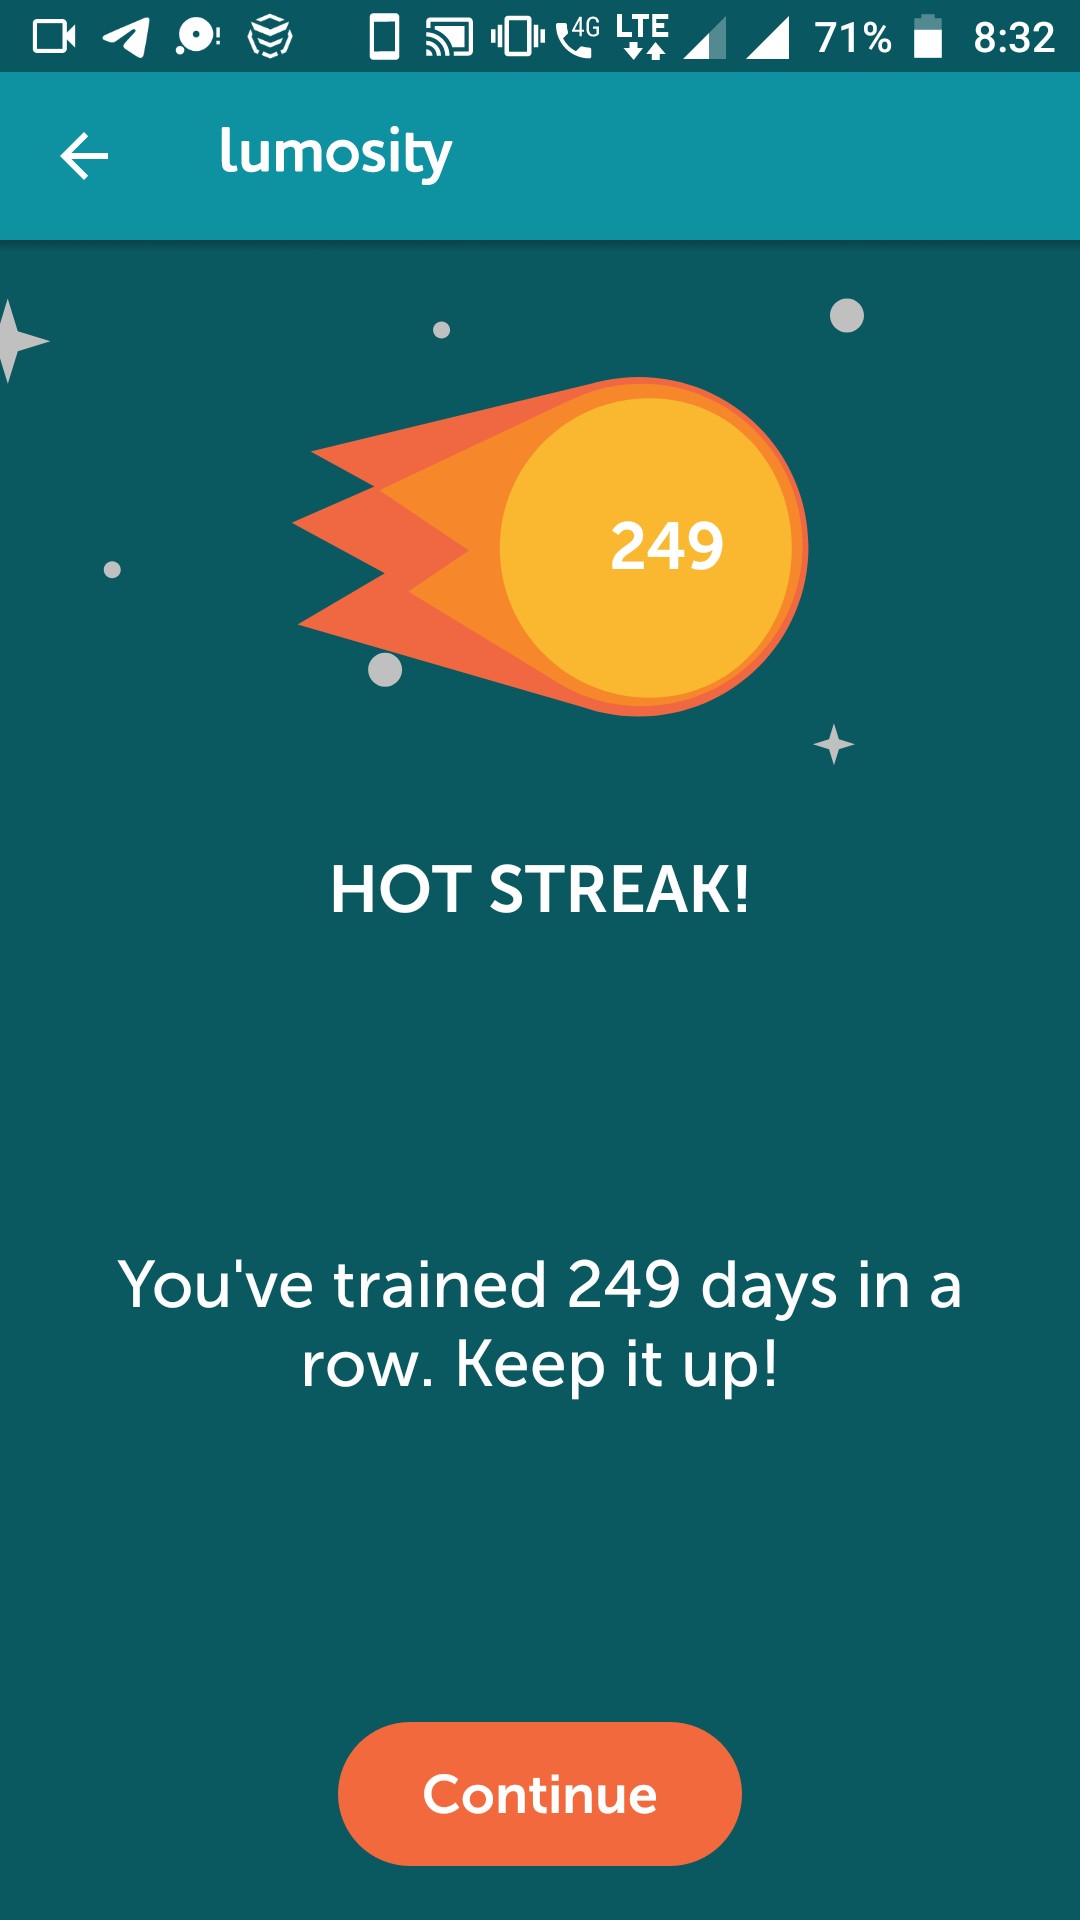 4G LTE 71% 8:32
lumosity
249
HOT STREAK!
You've trained 249 days in a
row. Keep it up!
Continue